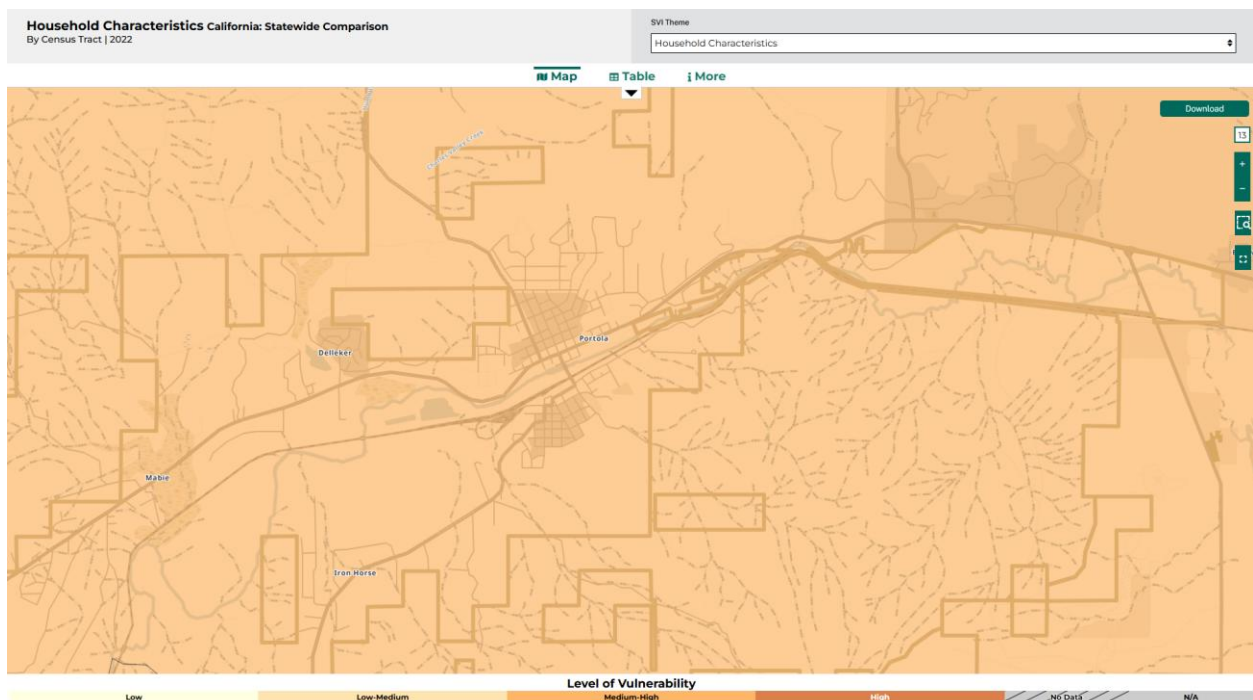 Household Characteristics California: Statewide Comparison
By Census Tract | 2022
SVI Theme
Household Characteristics
Map Table More
Download
13
+
−
Portola
Delleker
Mabie
Iron Horse
Level of Vulnerability
Low Low-Medium Medium-High High No Data N/A